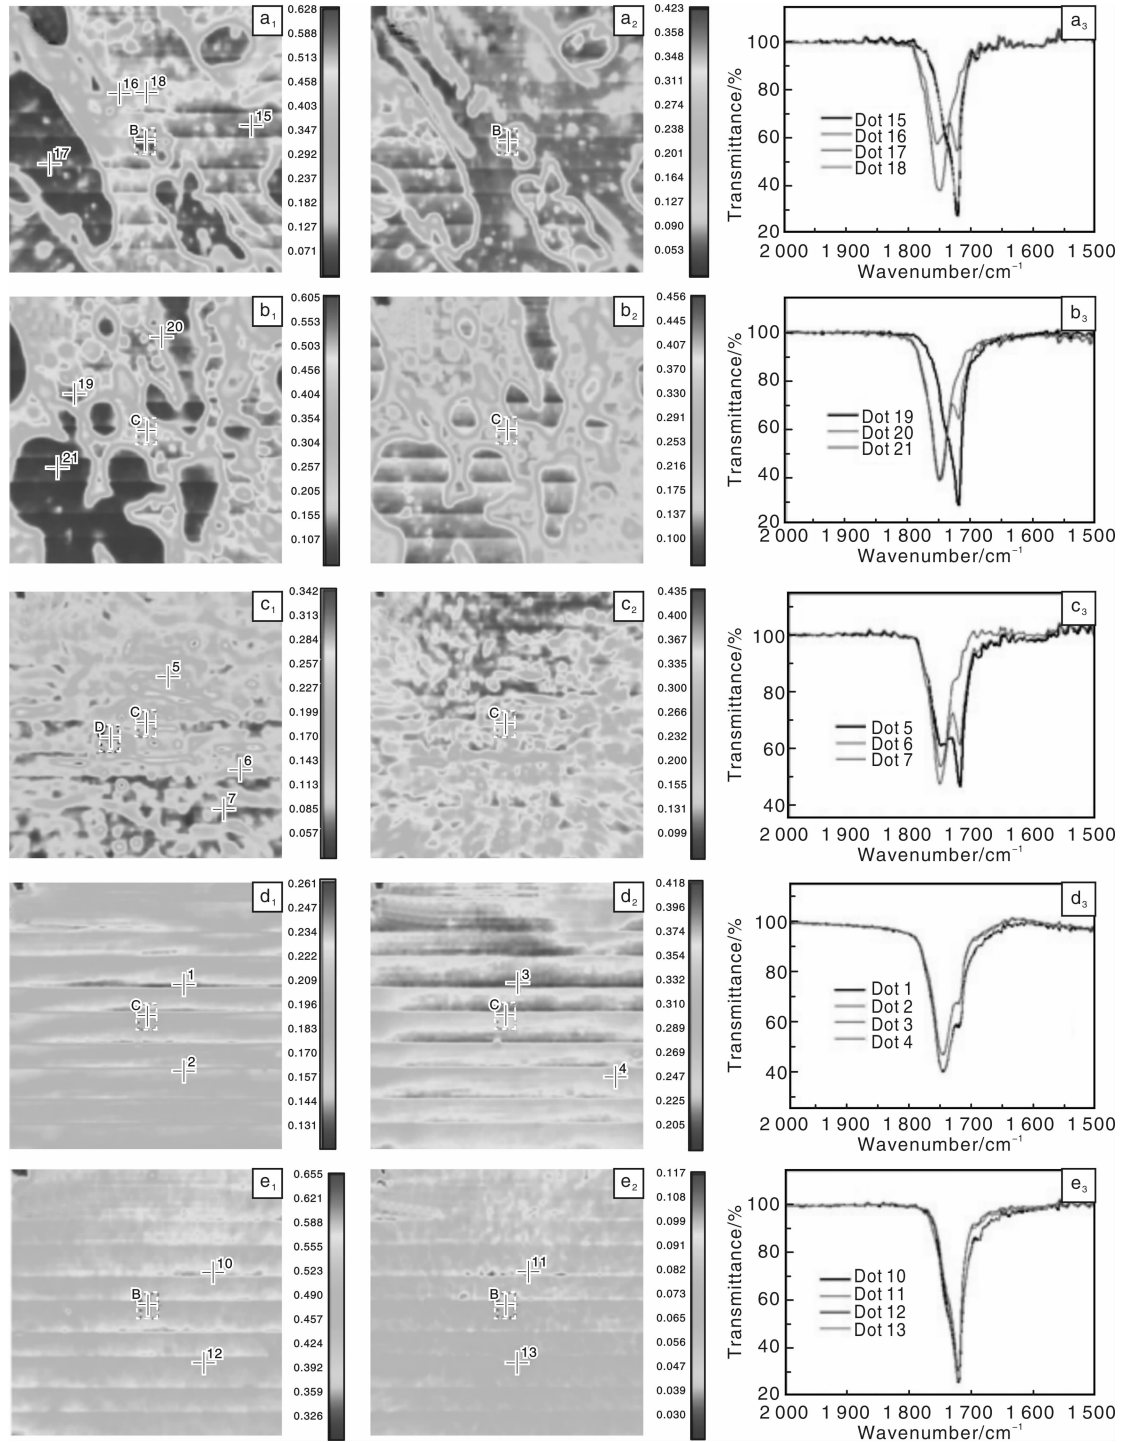 a1
0.628
0.588
0.513
0.458
0.403
0.347
0.292
0.237
0.182
0.127
0.071
16
18
15
B
17
a2
0.423
0.358
0.348
0.311
0.274
0.238
0.201
0.164
0.127
0.090
0.053
B
a3
Transmittance/%
100
80
60
40
20
Dot 15
Dot 16
Dot 17
Dot 18
2 000 1 900 1 800 1 700 1 600 1 500
Wavenumber/cm−1
b1
0.605
0.553
0.503
0.456
0.404
0.354
0.304
0.257
0.205
0.155
0.107
20
19
C
21
b2
0.456
0.445
0.407
0.370
0.330
0.291
0.253
0.216
0.175
0.137
0.100
C
b3
Transmittance/%
100
80
60
40
20
Dot 19
Dot 20
Dot 21
2 000 1 900 1 800 1 700 1 600 1 500
Wavenumber/cm−1
c1
0.342
0.313
0.284
0.257
0.227
0.199
0.170
0.143
0.113
0.085
0.057
5
C
D
6
7
c2
0.435
0.400
0.367
0.335
0.300
0.266
0.232
0.200
0.155
0.131
0.099
C
c3
Transmittance/%
100
80
60
40
Dot 5
Dot 6
Dot 7
2 000 1 900 1 800 1 700 1 600 1 500
Wavenumber/cm−1
d1
0.261
0.247
0.234
0.222
0.209
0.196
0.183
0.170
0.157
0.144
0.131
1
C
2
d2
0.418
0.396
0.374
0.354
0.332
0.310
0.289
0.269
0.247
0.225
0.205
3
C
4
d3
Transmittance/%
100
80
60
40
Dot 1
Dot 2
Dot 3
Dot 4
2 000 1 900 1 800 1 700 1 600 1 500
Wavenumber/cm−1
e1
0.655
0.621
0.588
0.555
0.523
0.490
0.457
0.424
0.392
0.359
0.326
10
B
12
e2
0.117
0.108
0.099
0.091
0.082
0.073
0.065
0.056
0.047
0.039
0.030
11
B
13
e3
Transmittance/%
100
80
60
40
20
Dot 10
Dot 11
Dot 12
Dot 13
2 000 1 900 1 800 1 700 1 600 1 500
Wavenumber/cm−1